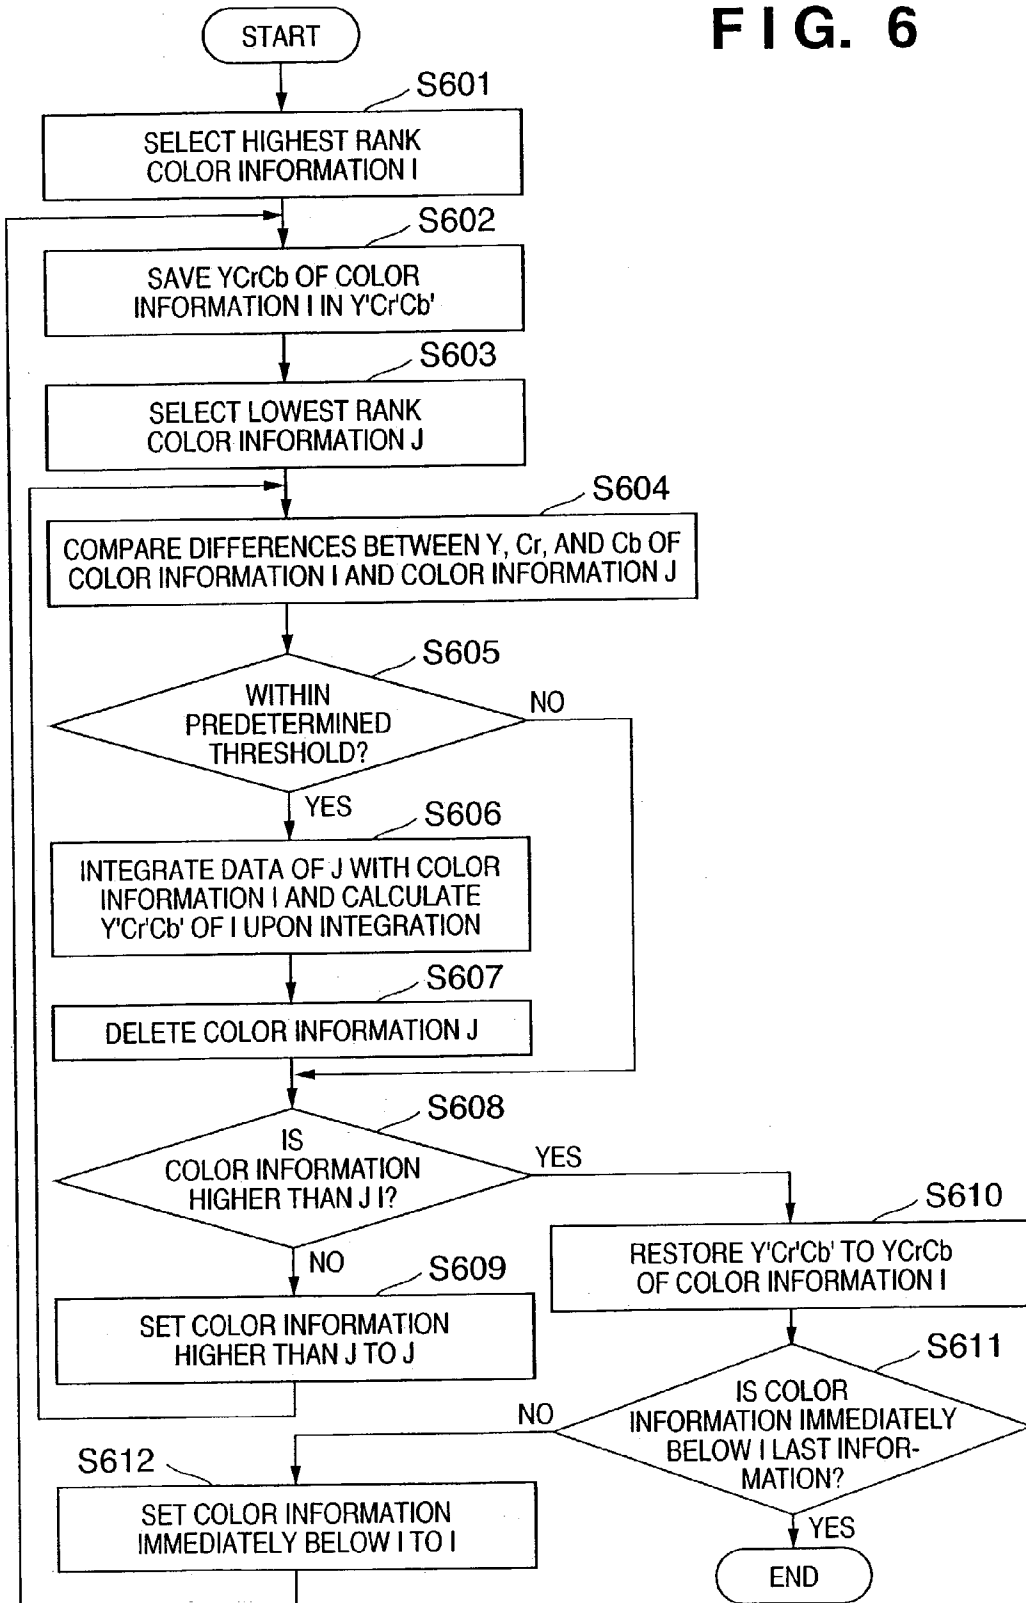 FIG. 6
START
S601
SELECT HIGHEST RANK
COLOR INFORMATION I
S602
SAVE YCrCb OF COLOR
INFORMATION I IN Y'Cr'Cb'
S603
SELECT LOWEST RANK
COLOR INFORMATION J
S604
COMPARE DIFFERENCES BETWEEN Y, Cr, AND Cb OF
COLOR INFORMATION I AND COLOR INFORMATION J
S605
WITHIN
PREDETERMINED
THRESHOLD?
NO
YES
S606
INTEGRATE DATA OF J WITH COLOR
INFORMATION I AND CALCULATE
Y'Cr'Cb' OF I UPON INTEGRATION
S607
DELETE COLOR INFORMATION J
S608
IS
COLOR INFORMATION
HIGHER THAN J I?
YES
NO
S609
SET COLOR INFORMATION
HIGHER THAN J TO J
S610
RESTORE Y'Cr'Cb' TO YCrCb
OF COLOR INFORMATION I
S611
IS COLOR
INFORMATION IMMEDIATELY
BELOW I LAST INFOR-
MATION?
NO
YES
S612
SET COLOR INFORMATION
IMMEDIATELY BELOW I TO I
END